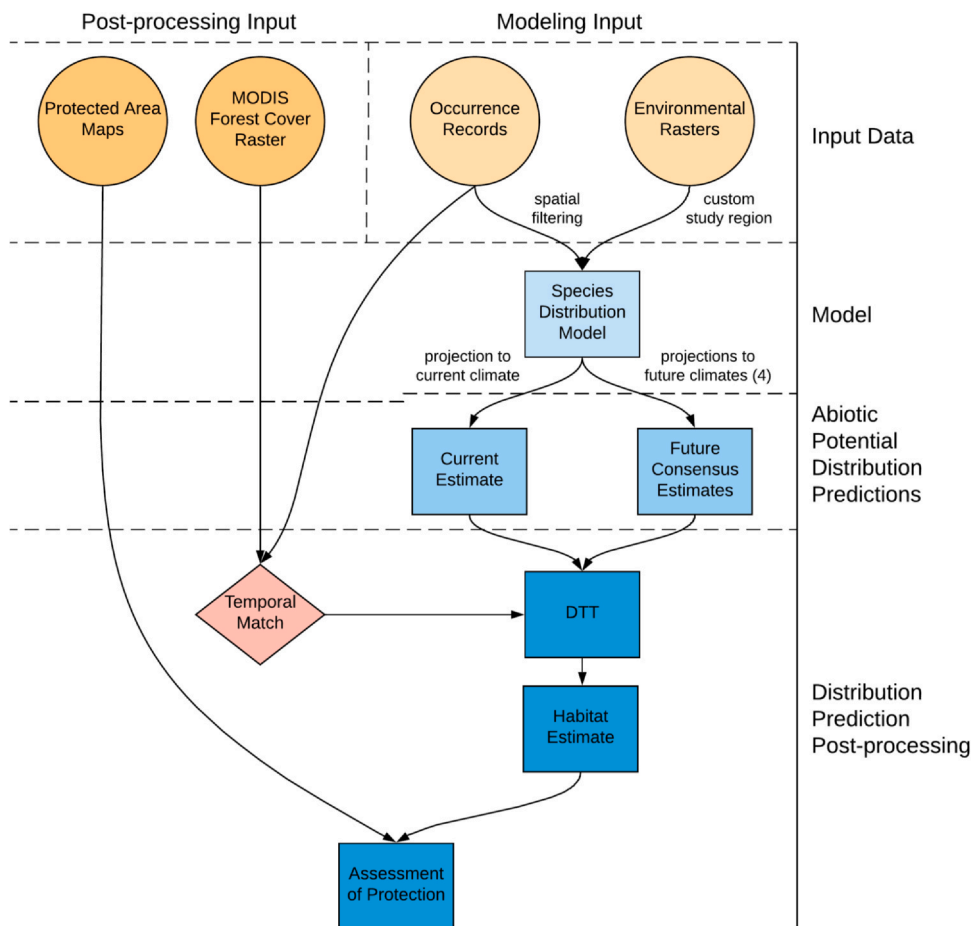 Post-processing Input
Modeling Input
Protected Area
Maps
MODIS
Forest Cover
Raster
Occurrence
Records
Environmental
Rasters
Input Data
spatial
filtering
custom
study region
Species
Distribution
Model
Model
projection to
current climate
projections to
future climates (4)
Current
Estimate
Future
Consensus
Estimates
Abiotic
Potential
Distribution
Predictions
Temporal
Match
DTT
Habitat
Estimate
Distribution
Prediction
Post-processing
Assessment
of Protection